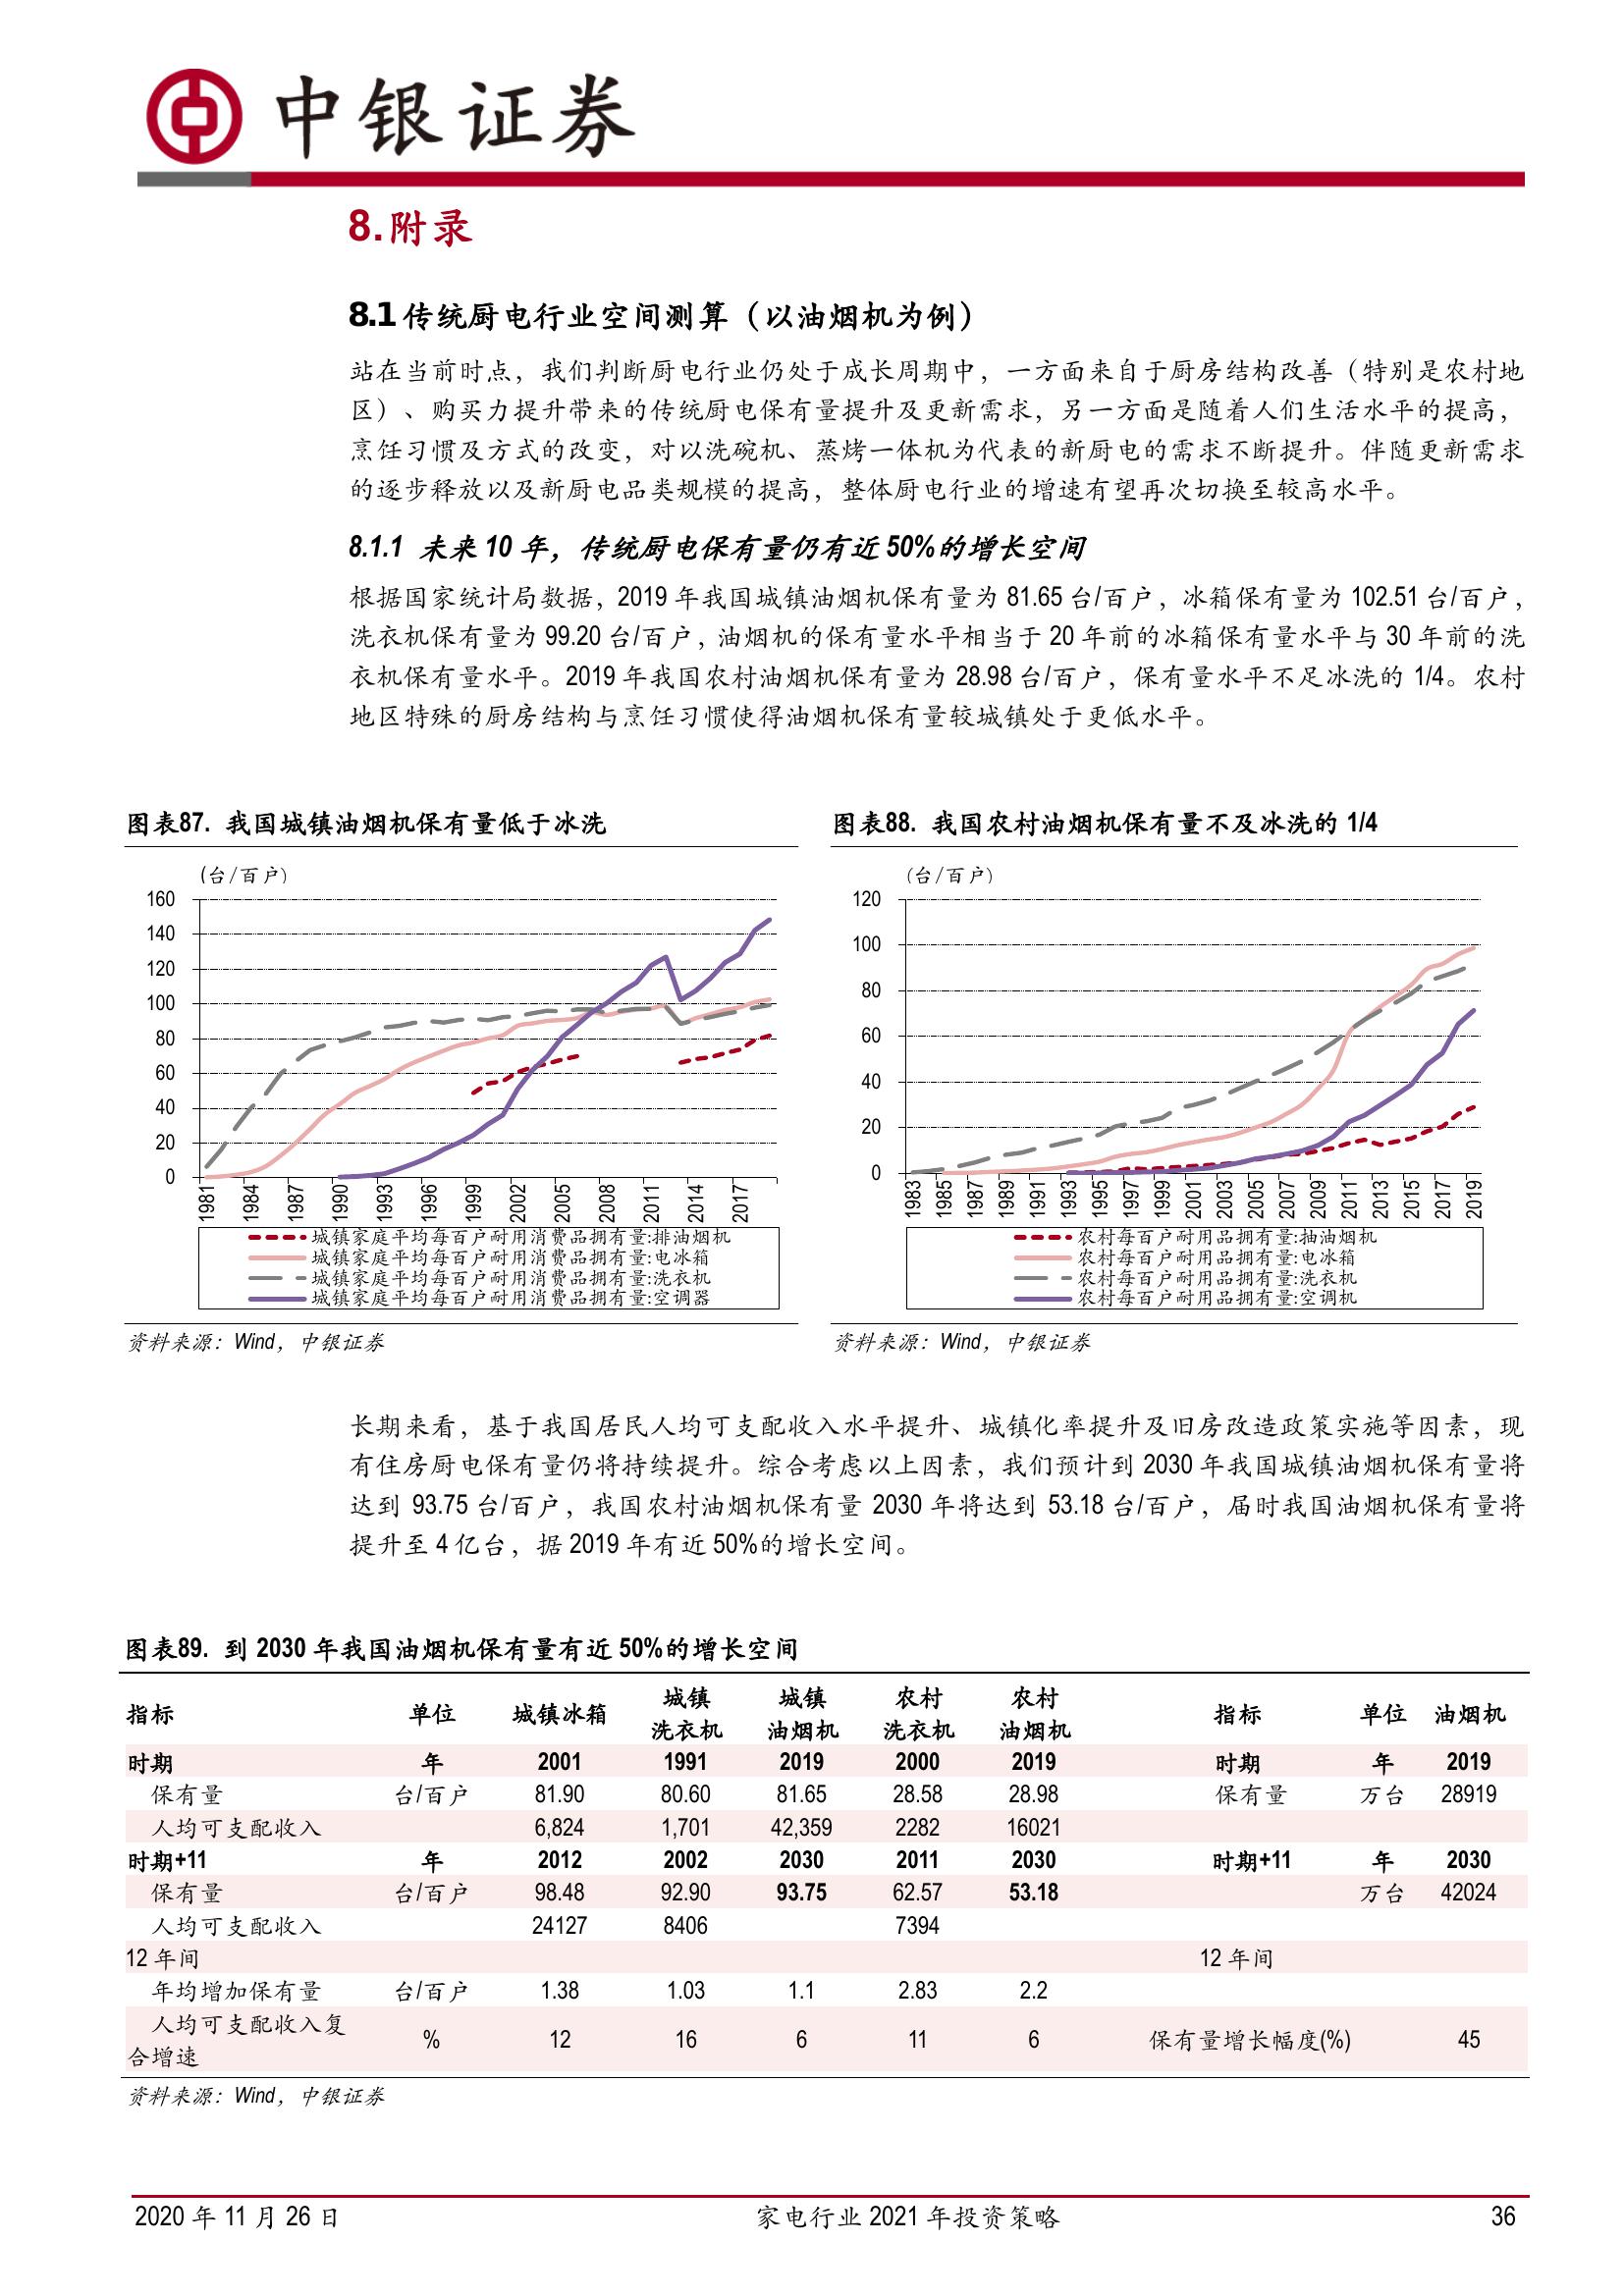 中银证券
8.附录
8.1传统厨电行业空间测算（以油烟机为例）
站在当前时点，我们判断厨电行业仍处于成长周期中，一方面来自于厨房结构改善（特别是农村地
区）、购买力提升带来的传统厨电保有量提升及更新需求，另一方面是随着人们生活水平的提高，
烹饪习惯及方式的改变，对以洗碗机、蒸烤一体机为代表的新厨电的需求不断提升。伴随更新需求
的逐步释放以及新厨电品类规模的提高，整体厨电行业的增速有望再次切换至较高水平。
8.1.1 未来 10 年，传统厨电保有量仍有近 50%的增长空间
根据国家统计局数据，2019 年我国城镇油烟机保有量为 81.65 台/百户，冰箱保有量为 102.51 台/百户，
洗衣机保有量为 99.20 台/百户，油烟机的保有量水平相当于 20 年前的冰箱保有量水平与 30 年前的洗
衣机保有量水平。2019 年我国农村油烟机保有量为 28.98 台/百户，保有量水平不足冰洗的 1/4。农村
地区特殊的厨房结构与烹饪习惯使得油烟机保有量较城镇处于更低水平。
图表87. 我国城镇油烟机保有量低于冰洗
(台/百户)
160
140
120
100
80
60
40
20
0
1981 1984 1987 1990 1993 1996 1999 2002 2005 2008 2011 2014 2017
城镇家庭平均每百户耐用消费品拥有量:排油烟机
城镇家庭平均每百户耐用消费品拥有量:电冰箱
城镇家庭平均每百户耐用消费品拥有量:洗衣机
城镇家庭平均每百户耐用消费品拥有量:空调器
资料来源：Wind，中银证券
图表88. 我国农村油烟机保有量不及冰洗的 1/4
(台/百户)
120
100
80
60
40
20
0
1983 1985 1987 1989 1991 1993 1995 1997 1999 2001 2003 2005 2007 2009 2011 2013 2015 2017 2019
农村每百户耐用品拥有量:抽油烟机
农村每百户耐用品拥有量:电冰箱
农村每百户耐用品拥有量:洗衣机
农村每百户耐用品拥有量:空调机
资料来源：Wind，中银证券
长期来看，基于我国居民人均可支配收入水平提升、城镇化率提升及旧房改造政策实施等因素，现
有住房厨电保有量仍将持续提升。综合考虑以上因素，我们预计到 2030 年我国城镇油烟机保有量将
达到 93.75 台/百户，我国农村油烟机保有量 2030 年将达到 53.18 台/百户，届时我国油烟机保有量将
提升至 4 亿台，据 2019 年有近 50%的增长空间。
图表89. 到 2030 年我国油烟机保有量有近 50%的增长空间
指标 单位 城镇冰箱 城镇洗衣机 城镇油烟机 农村洗衣机 农村油烟机 指标 单位 油烟机
时期 年 2001 1991 2019 2000 2019 时期 年 2019
保有量 台/百户 81.90 80.60 81.65 28.58 28.98 保有量 万台 28919
人均可支配收入 6,824 1,701 42,359 2282 16021
时期+11 年 2012 2002 2030 2011 2030 时期+11 年 2030
保有量 台/百户 98.48 92.90 93.75 62.57 53.18 万台 42024
人均可支配收入 24127 8406 7394
12 年间 12 年间
年均增加保有量 台/百户 1.38 1.03 1.1 2.83 2.2
人均可支配收入复合增速 % 12 16 6 11 6 保有量增长幅度(%) 45
资料来源：Wind，中银证券
2020 年 11 月 26 日 家电行业 2021 年投资策略 36